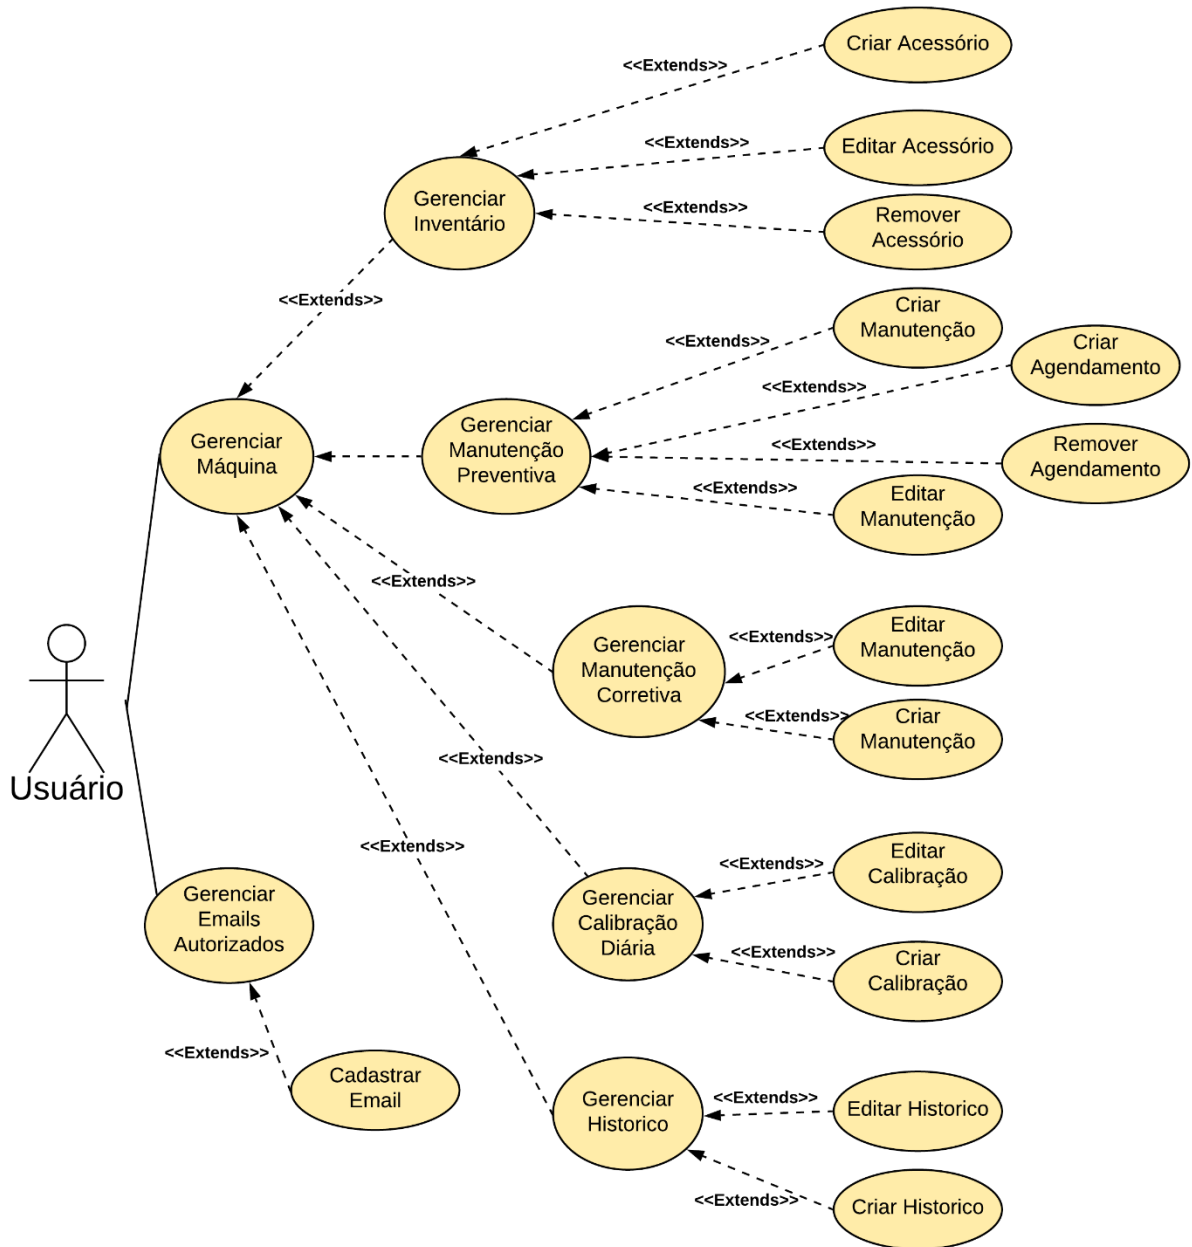 Criar Acessório
<<Extends>>
<<Extends>>
Editar Acessório
Gerenciar
Inventário
<<Extends>>
Remover
Acessório
<<Extends>>
Criar
Manutenção
<<Extends>>
Criar
Agendamento
<<Extends>>
Gerenciar
Máquina
Gerenciar
Manutenção
Preventiva
<<Extends>>
Remover
Agendamento
<<Extends>>
Editar
Manutenção
<<Extends>>
Gerenciar
Manutenção
Corretiva
<<Extends>>
Editar
Manutenção
<<Extends>>
Criar
Manutenção
Usuário
<<Extends>>
<<Extends>>
Gerenciar
Emails
Autorizados
Gerenciar
Calibração
Diária
<<Extends>>
Editar
Calibração
<<Extends>>
Criar
Calibração
<<Extends>>
Cadastrar
Email
Gerenciar
Historico
<<Extends>>
Editar Historico
<<Extends>>
Criar Historico